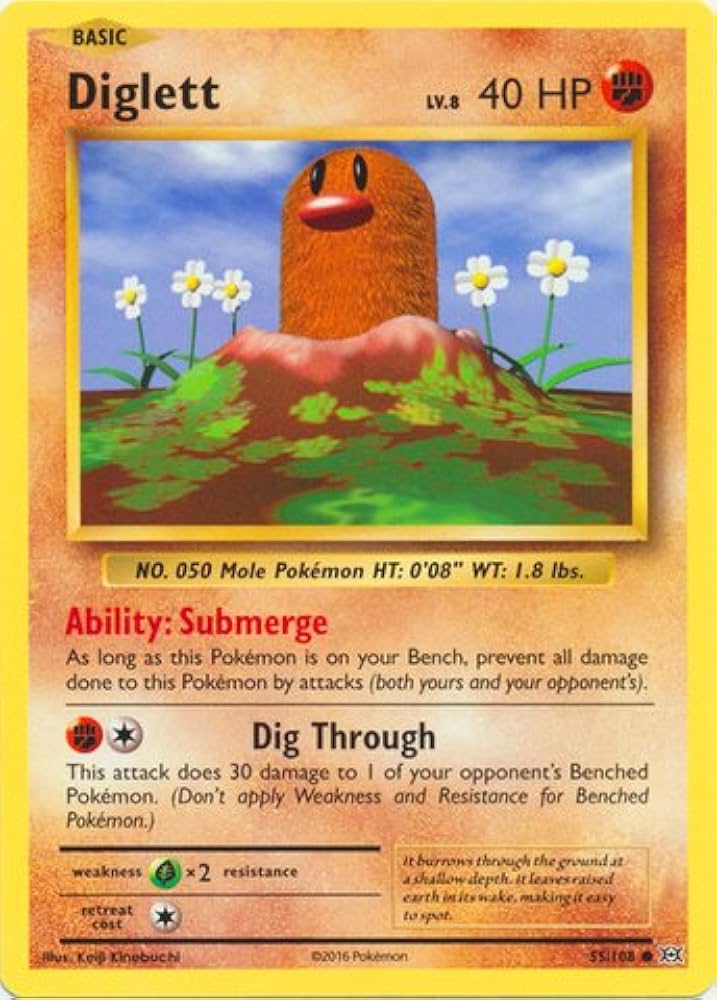 BASIC
Diglett LV.8 40 HP
NO. 050 Mole Pokémon HT: 0'08" WT: 1.8 lbs.
Ability: Submerge
As long as this Pokémon is on your Bench, prevent all damage
done to this Pokémon by attacks (both yours and your opponent's).
Dig Through
This attack does 30 damage to 1 of your opponent's Benched
Pokémon. (Don't apply Weakness and Resistance for Benched
Pokémon.)
weakness ×2 resistance
retreat
cost
It burrows through the ground at
a shallow depth. It leaves raised
earth in its wake, making it easy
to spot.
Illus. Keiji Kinebuchi ©2016 Pokémon 55/108